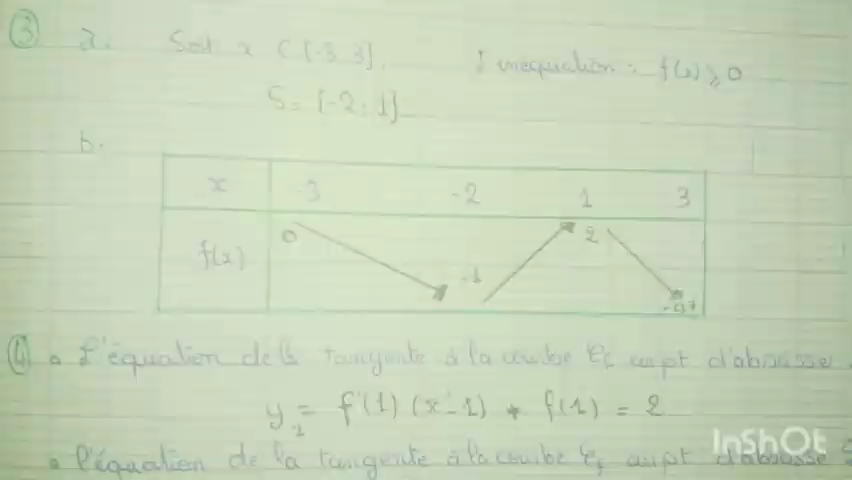 ③ a. Soit x ∈ [-3 3]. I inequation : f(x) ⩾ 0
S = [-2 ; 1]
b.
x -3 -2 1 3
f(x) 0 -1 2
④ • l'équation de la tangente à la courbe Cf au pt d'abscisse
y = f'(1) (x - 1) + f(1) = 2
InShOt
• l'équation de la tangente à la courbe Cf au pt d'abscisse